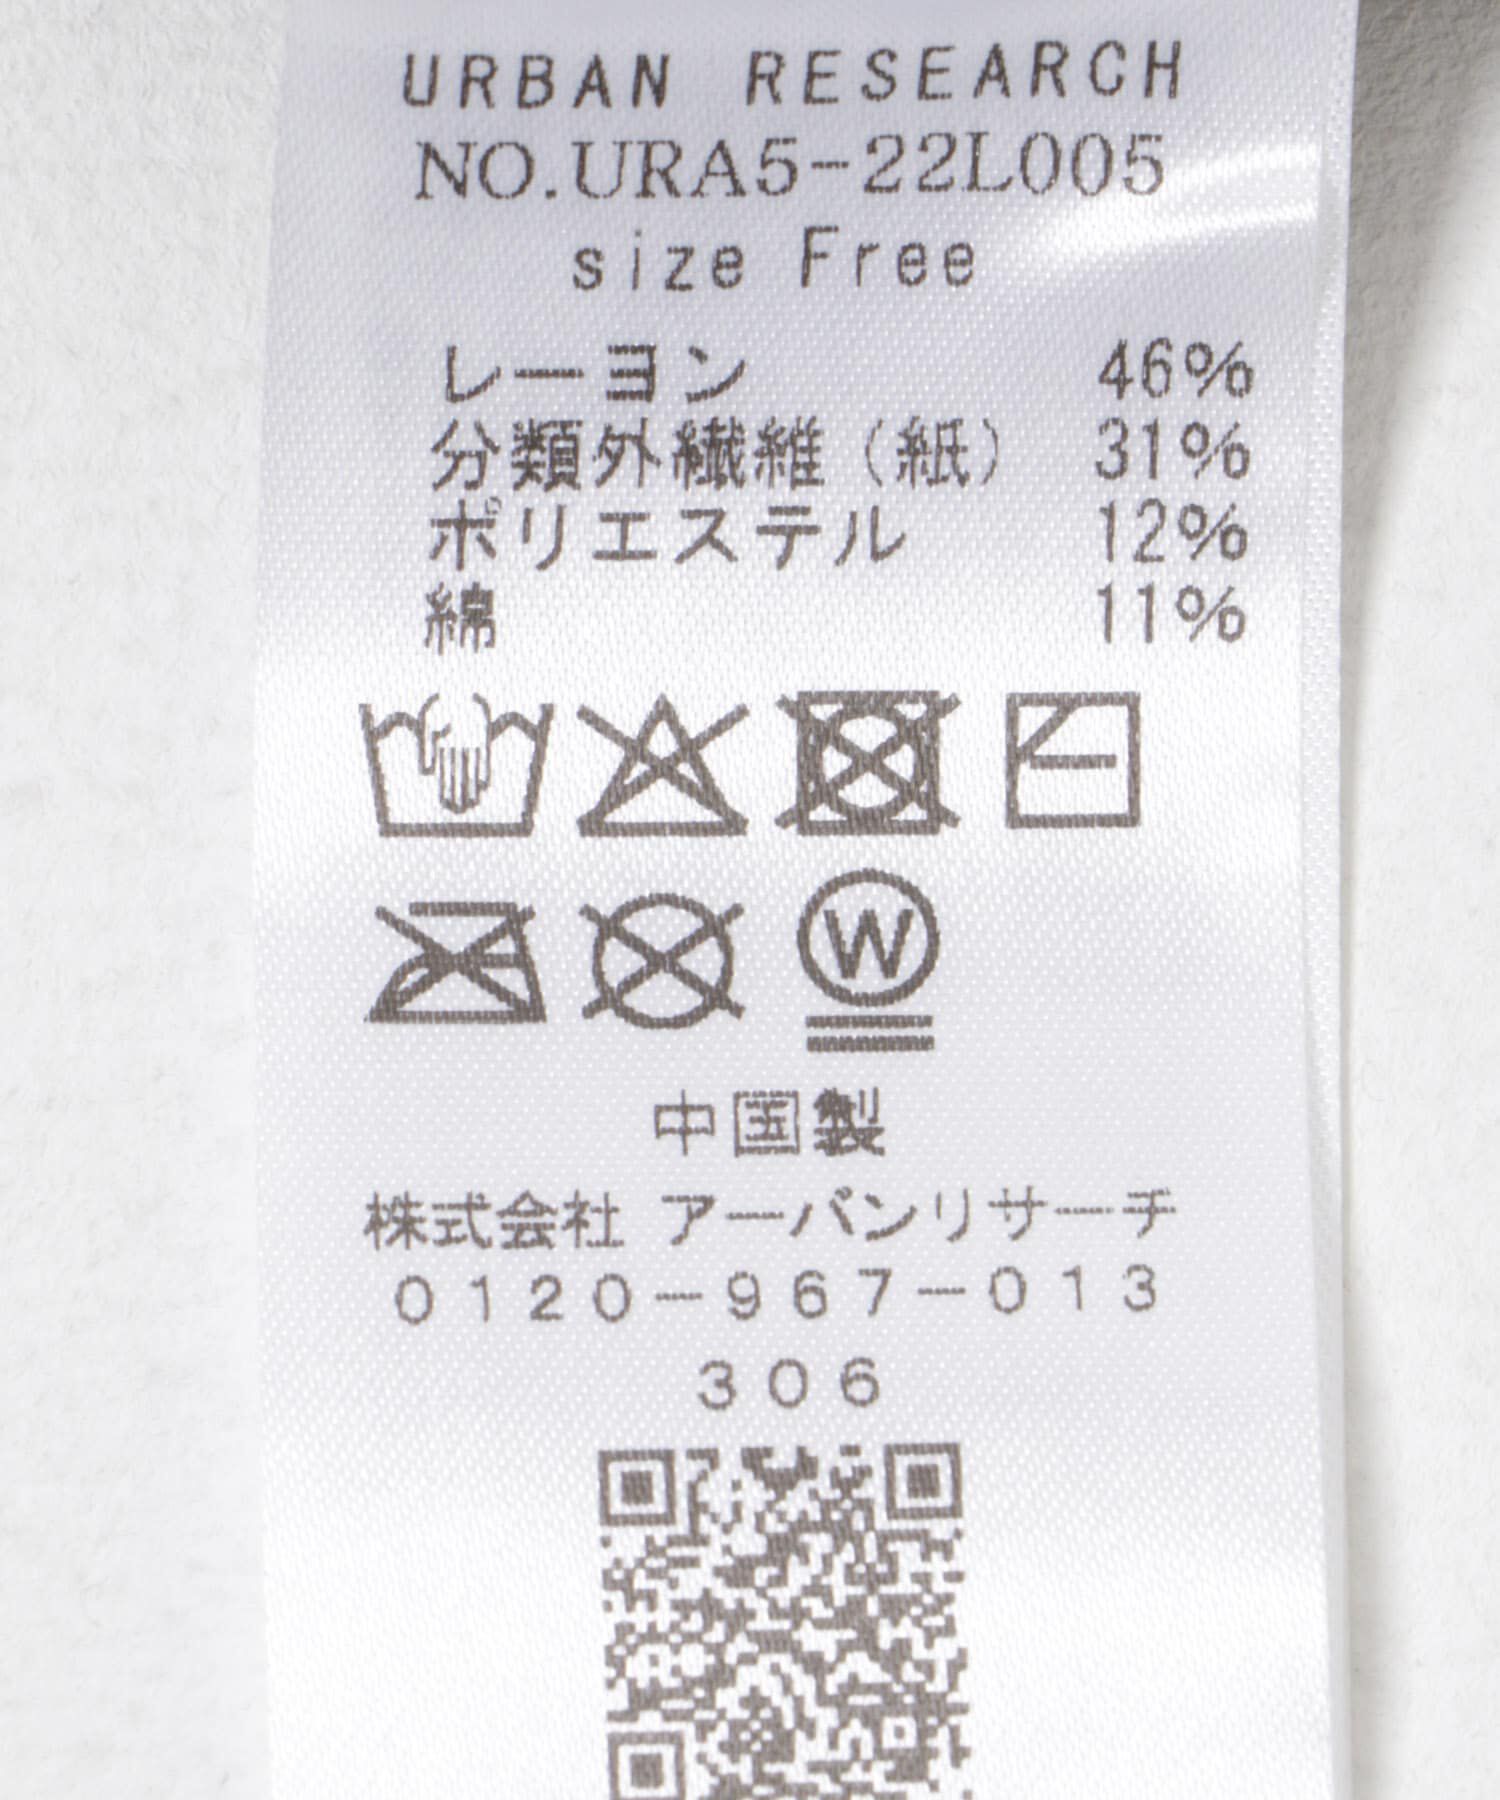 URBAN RESEARCH
NO.URA5-22L005
size Free
レーヨン 46%
分類外繊維(紙) 31%
ポリエステル 12%
綿 11%
W
中国製
株式会社 アーバンリサーチ
0120-967-013
306